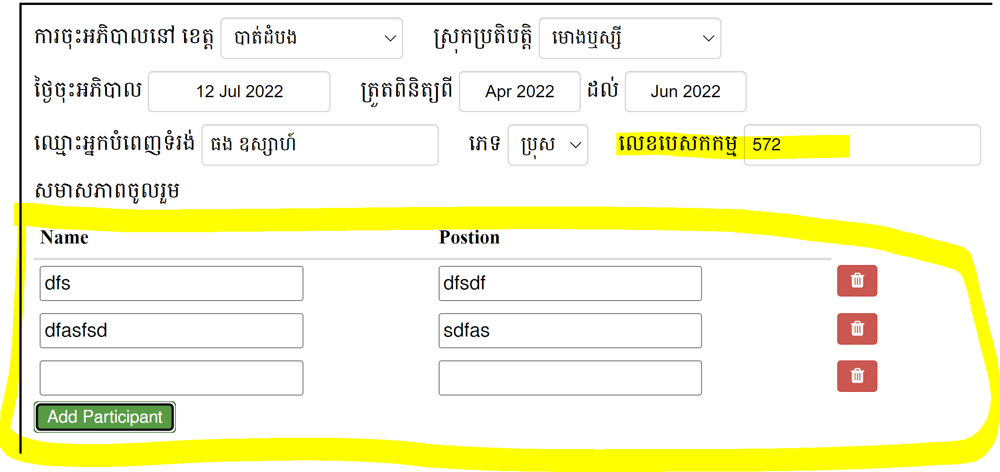 ការចុះអភិបាលនៅ ខេត្ត បាត់ដំបង ស្រុកប្រតិបត្តិ មោងឬស្សី
ថ្ងៃចុះអភិបាល 12 Jul 2022 ត្រួតពិនិត្យពី Apr 2022 ដល់ Jun 2022
ឈ្មោះអ្នកបំពេញទំរង់ ធង ឧស្សាហ៍ ភេទ ប្រុស លេខបេសកកម្ម 572
សមាសភាពចូលរួម
Name Postion
dfs dfsdf
dfasfsd sdfas
Add Participant